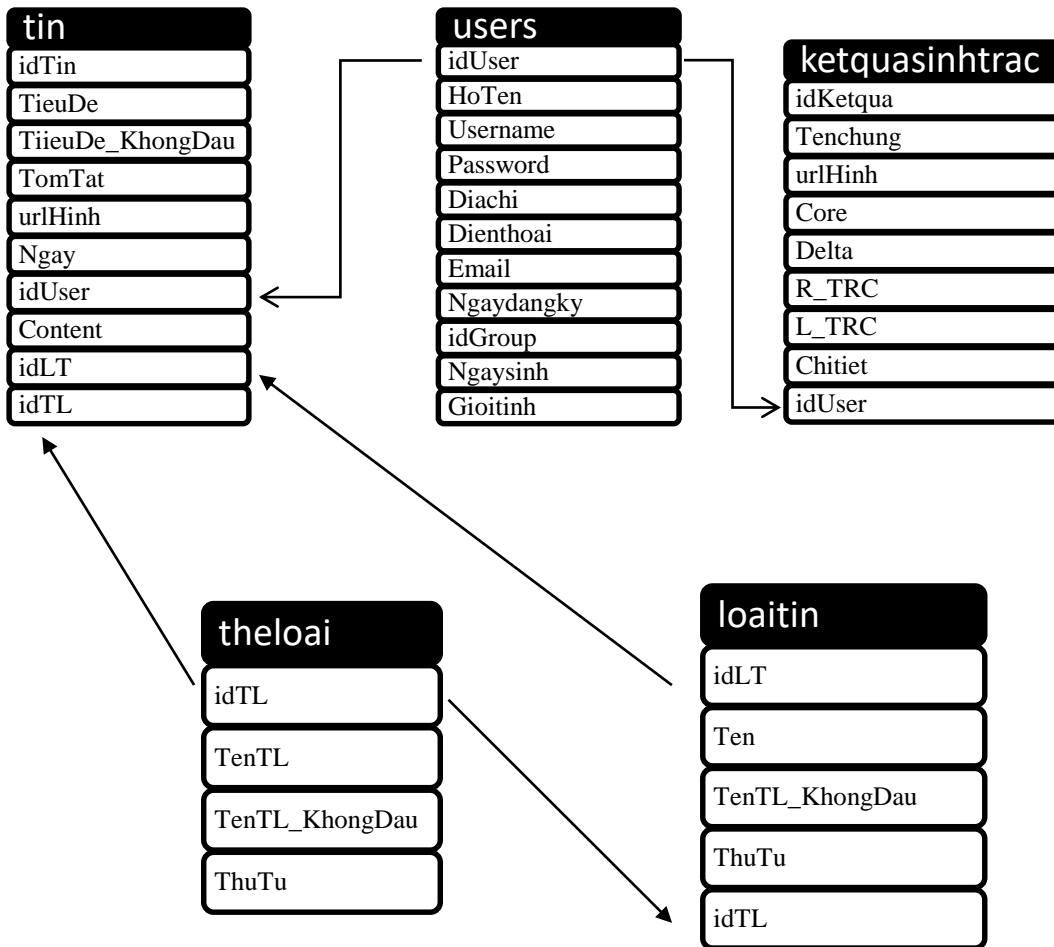 tin
idTin
TieuDe
TiieuDe_KhongDau
TomTat
urlHinh
Ngay
idUser
Content
idLT
idTL
users
idUser
HoTen
Username
Password
Diachi
Dienthoai
Email
Ngaydangky
idGroup
Ngaysinh
Gioitinh
ketquasinhtrac
idKetqua
Tenchung
urlHinh
Core
Delta
R_TRC
L_TRC
Chitiet
idUser
theloai
idTL
TenTL
TenTL_KhongDau
ThuTu
loaitin
idLT
Ten
TenTL_KhongDau
ThuTu
idTL